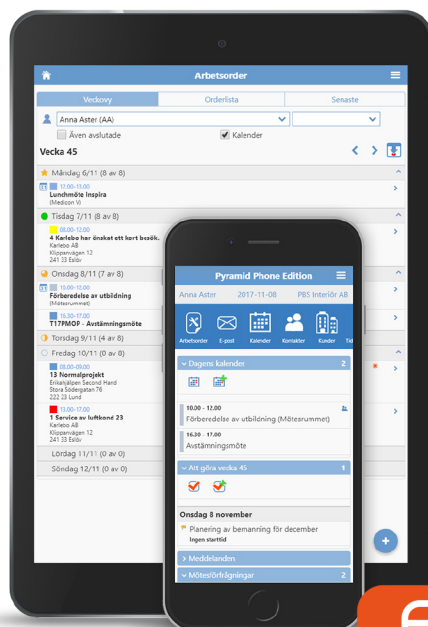 Arbetsorder
Veckovy Orderlista Senaste
Anna Aster (AA)
Även avslutade Kalender
Vecka 45
Måndag 6/11 (8 av 8)
12.00-13.00
Lunchmöte Inspira
(Medicon V)
Tisdag 7/11 (8 av 8)
08.00-12.00
4 Karlebo har önskat ett kort besök.
Karlebo AB
Klippanvägen 12
241 33 Eslöv
Onsdag 8/11 (7 av 8)
10.00-12.00
Förberedelse av utbildning
(Mötesrummet)
16.30-17.00
T17PMOP - Avstämningsmöte
Torsdag 9/11 (4 av 8)
Fredag 10/11 (0 av 8)
08.00-09.00
13 Normalprojekt
Erikahjälpen Second Hand
Stora Södergatan 76
222 23 Lund
13.00-17.00
1 Service av luftkond 23
Karlebo AB
Klippanvägen 12
241 33 Eslöv
Lördag 11/11 (0 av 0)
Söndag 12/11 (0 av 0)
Pyramid Phone Edition
Anna Aster 2017-11-08 PBS Interiör AB
Arbetsorder E-post Kalender Kontakter Kunder Tid
Dagens kalender 2
10.00 - 12.00
Förberedelse av utbildning (Mötesrummet)
16.30 - 17.00
Avstämningsmöte
Att göra vecka 45 1
Onsdag 8 november
Planering av bemanning för december
Ingen starttid
Meddelanden
Mötesförfrågningar 2